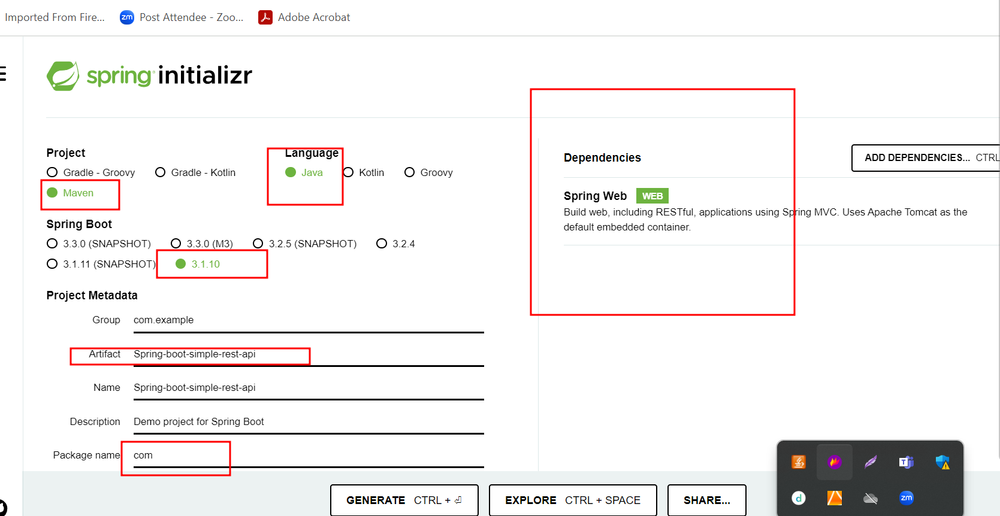 Imported From Fire...
zm
Post Attendee - Zoo...
Adobe Acrobat
spring initializr
Project
Language
Gradle - Groovy
Gradle - Kotlin
Java
Kotlin
Groovy
Maven
Spring Boot
3.3.0 (SNAPSHOT)
3.3.0 (M3)
3.2.5 (SNAPSHOT)
3.2.4
3.1.11 (SNAPSHOT)
3.1.10
Project Metadata
Group com.example
Artifact Spring-boot-simple-rest-api
Name Spring-boot-simple-rest-api
Description Demo project for Spring Boot
Package name com
Dependencies
ADD DEPENDENCIES... CTRL
Spring Web WEB
Build web, including RESTful, applications using Spring MVC. Uses Apache Tomcat as the
default embedded container.
GENERATE CTRL + ⏎
EXPLORE CTRL + SPACE
SHARE...
T
d
zm